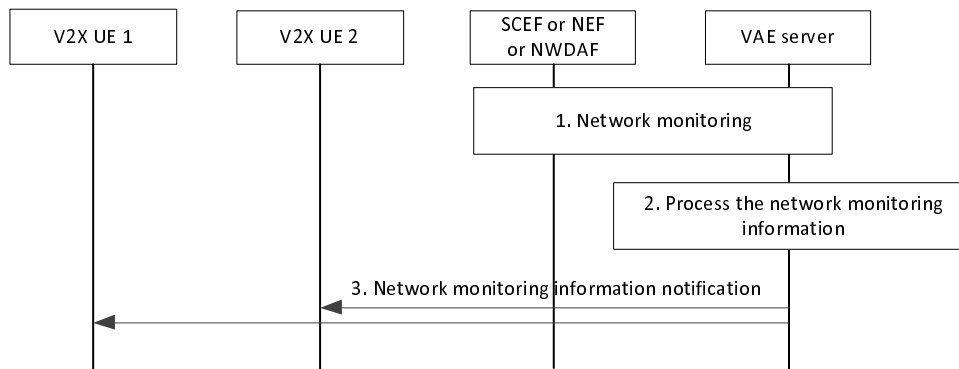 V2X UE 1
V2X UE 2
SCEF or NEF
or NWDAF
VAE server
1. Network monitoring
2. Process the network monitoring
information
3. Network monitoring information notification